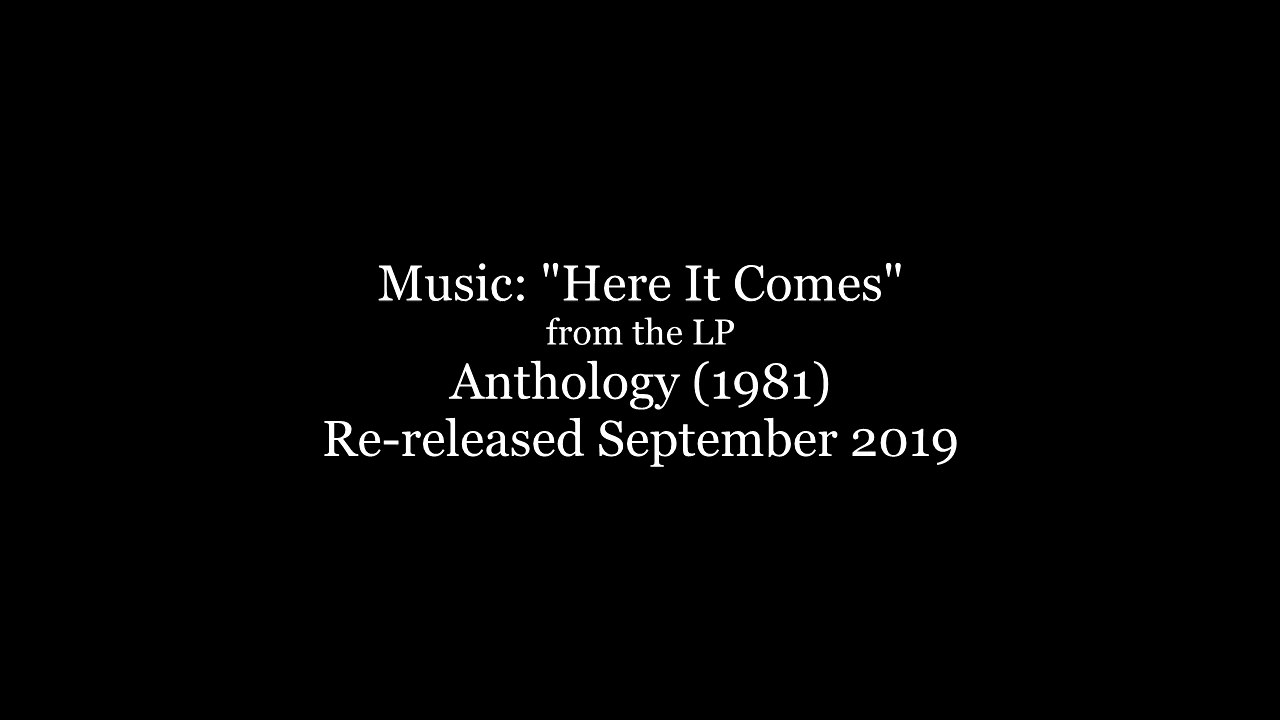 Music: "Here It Comes"
from the LP
Anthology (1981)
Re-released September 2019